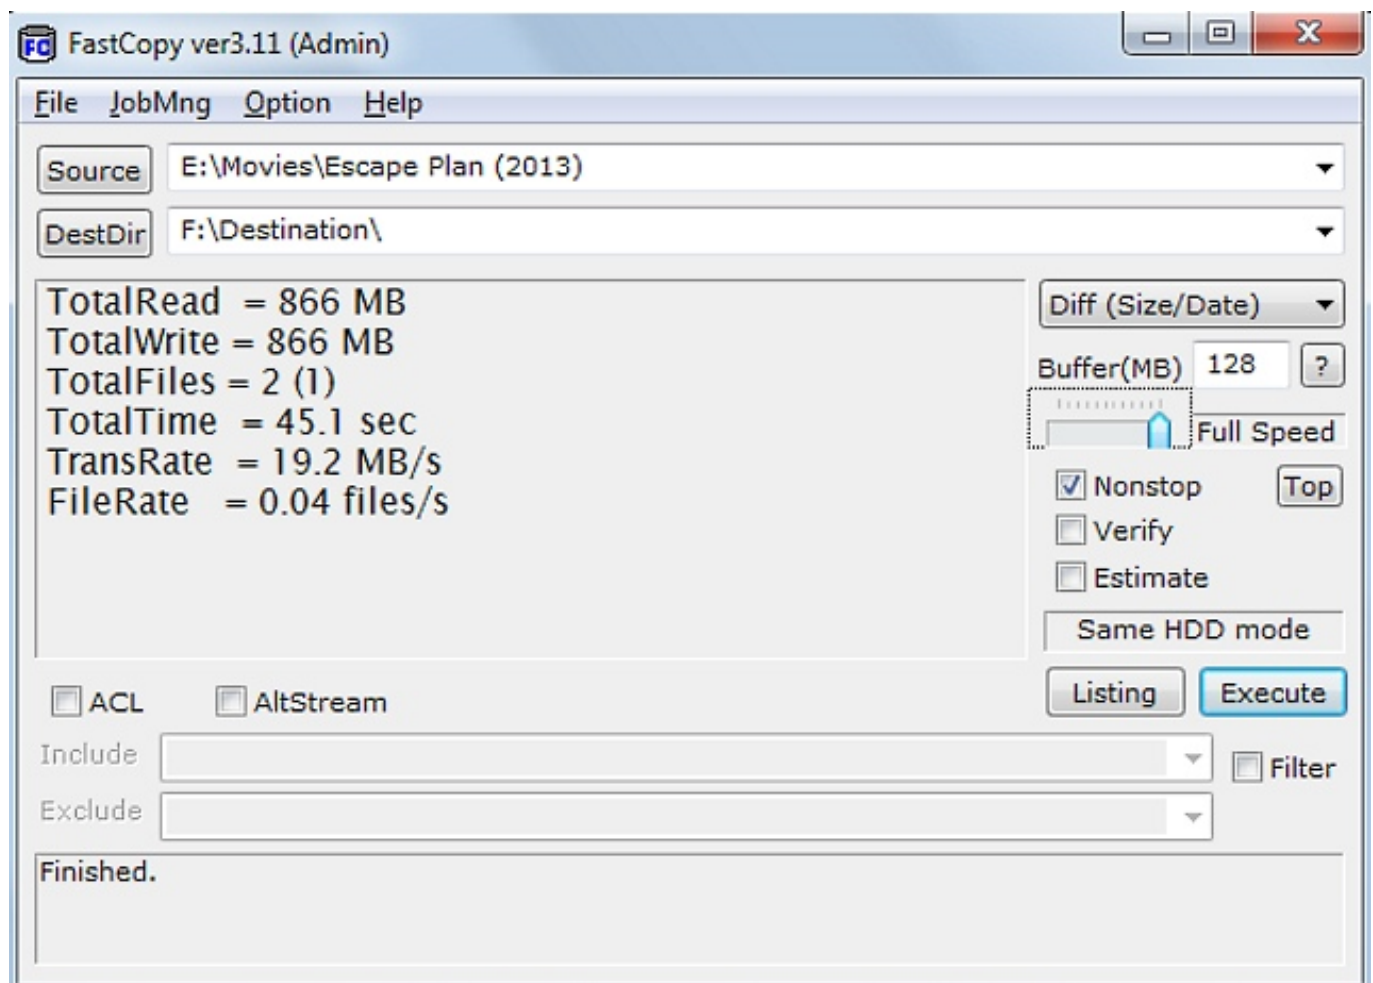 FC FastCopy ver3.11 (Admin)
File JobMng Option Help
Source E:\Movies\Escape Plan (2013)
DestDir F:\Destination\
TotalRead = 866 MB
TotalWrite = 866 MB
TotalFiles = 2 (1)
TotalTime = 45.1 sec
TransRate = 19.2 MB/s
FileRate = 0.04 files/s
Diff (Size/Date)
Buffer(MB) 128 ?
Full Speed
Nonstop Top
Verify
Estimate
Same HDD mode
Listing Execute
ACL AltStream
Include
Filter
Exclude
Finished.